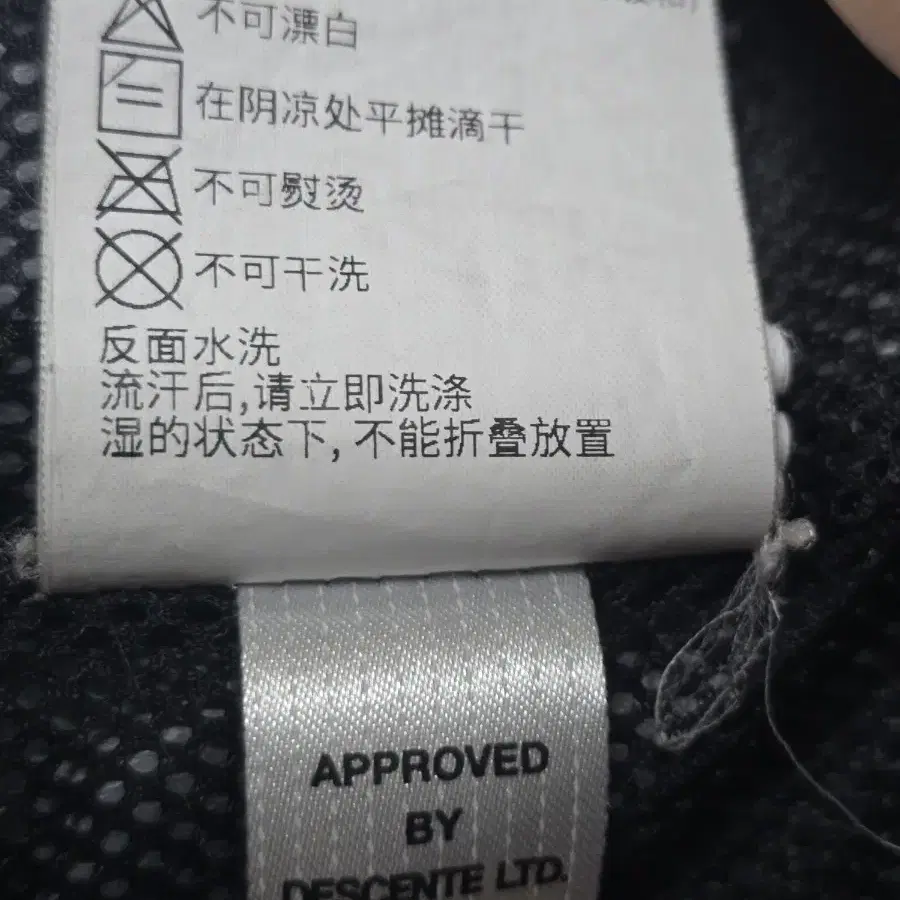 不可漂白
在阴凉处平摊滴干
不可熨烫
不可干洗
反面水洗
流汗后,请立即洗涤
湿的状态下,不能折叠放置
APPROVED
BY
DESCENTE LTD.